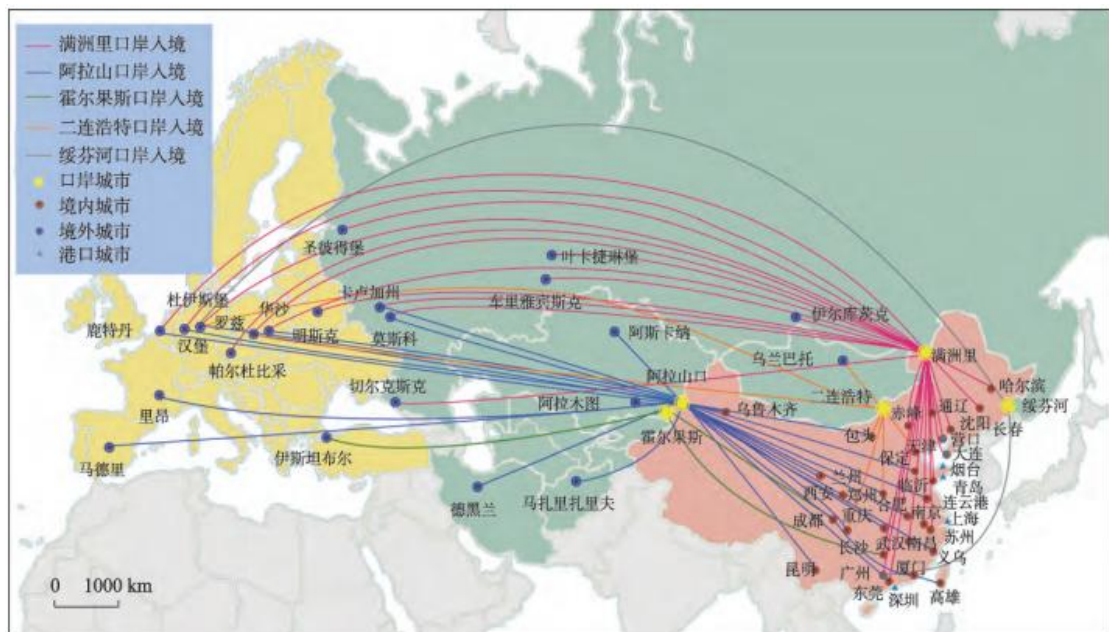 满洲里口岸入境
阿拉山口岸入境
霍尔果斯口岸入境
二连浩特口岸入境
绥芬河口岸入境
口岸城市
境内城市
境外城市
港口城市
圣彼得堡
叶卡捷琳堡
杜伊斯堡
华沙
卡卢加州
车里雅宾斯克
伊尔库茨克
鹿特丹
罗兹
汉堡
明斯克
莫斯科
阿斯卡纳
乌兰巴托
满洲里
帕尔杜比采
阿拉山口
二连浩特
哈尔滨
切尔克斯克
里昂
阿拉木图
乌鲁木齐
赤峰
通辽
绥芬河
沈阳
长春
霍尔果斯
包头
天津
营口
大连
马德里
伊斯坦布尔
保定
烟台
兰州
临沂
青岛
德黑兰
马扎里扎里夫
西安
郑州
合肥
南京
连云港
上海
成都
重庆
苏州
长沙
武汉
南昌
义乌
昆明
广州
厦门
东莞
深圳
高雄
0 1000 km